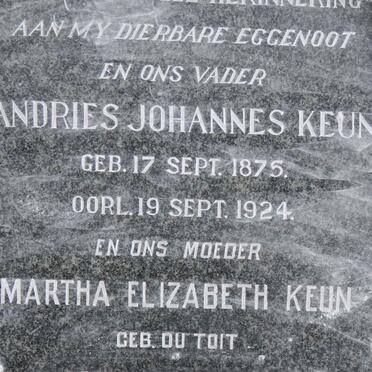 HERINNERING
AAN MY DIERBARE EGGENOOT
EN ONS VADER
ANDRIES JOHANNES KEUN
GEB. 17 SEPT. 1875.
OORL. 19 SEPT. 1924.
EN ONS MOEDER
MARTHA ELIZABETH KEUN
GEB. DU TOIT